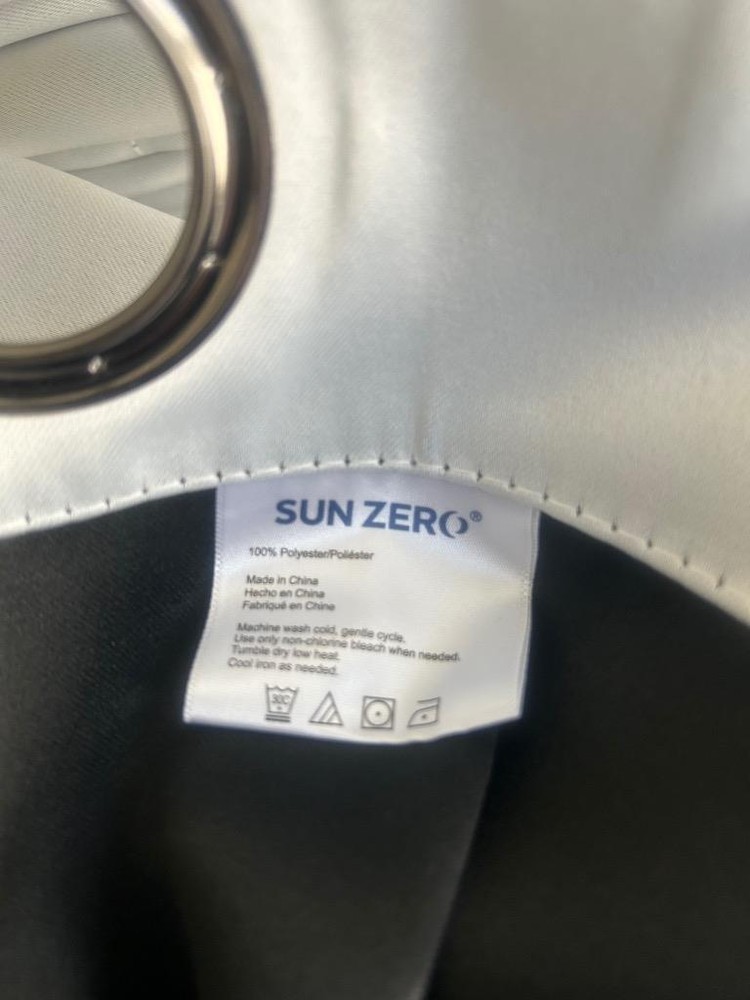 SUN ZERO®
100% Polyester/Poliéster
Made in China
Hecho en China
Fabriqué en Chine
Machine wash cold, gentle cycle.
Use only non-chlorine bleach when needed.
Tumble dry low heat.
Cool iron as needed.
30C